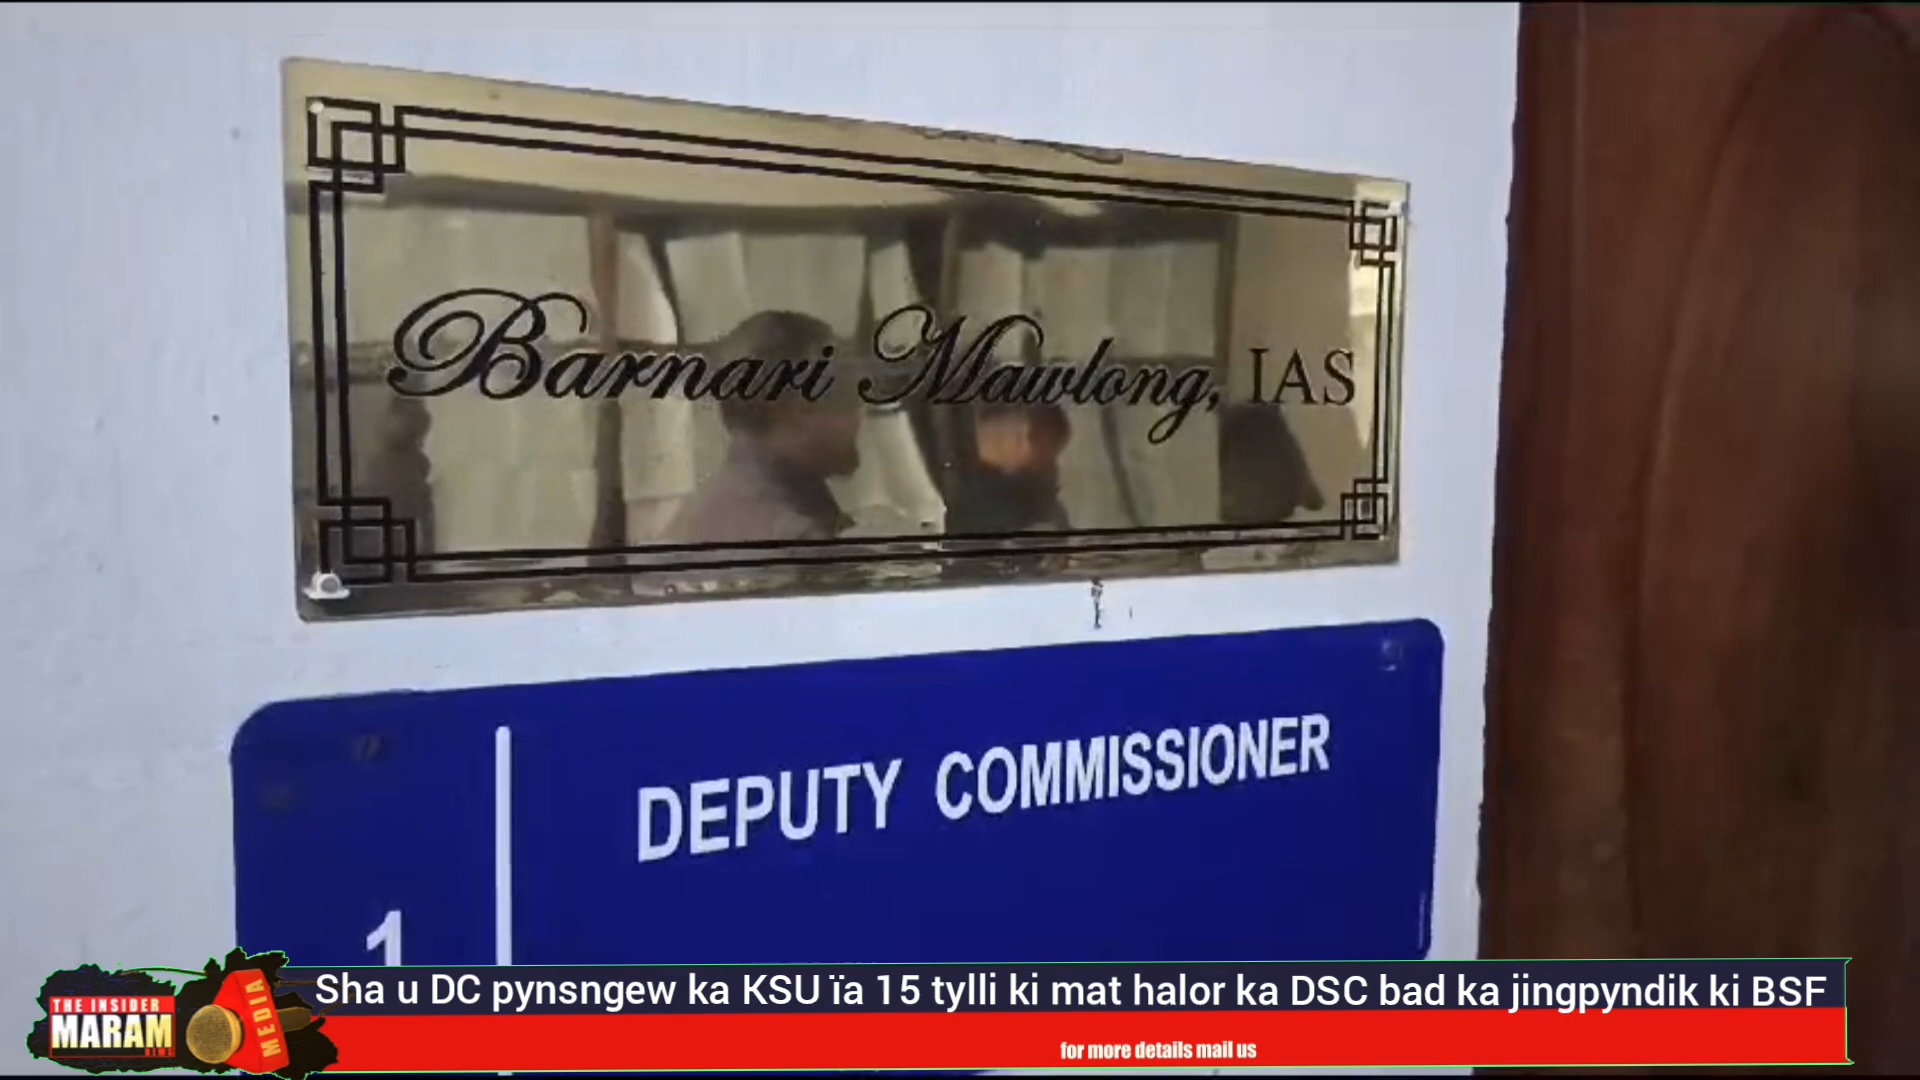 Barnari Mawlong, IAS
DEPUTY COMMISSIONER
1
THE INSIDER
MARAM
NEWS
MEDIA
Sha u DC pynsngew ka KSU ïa 15 tylli ki mat halor ka DSC bad ka jingpyndik ki BSF
for more details mail us